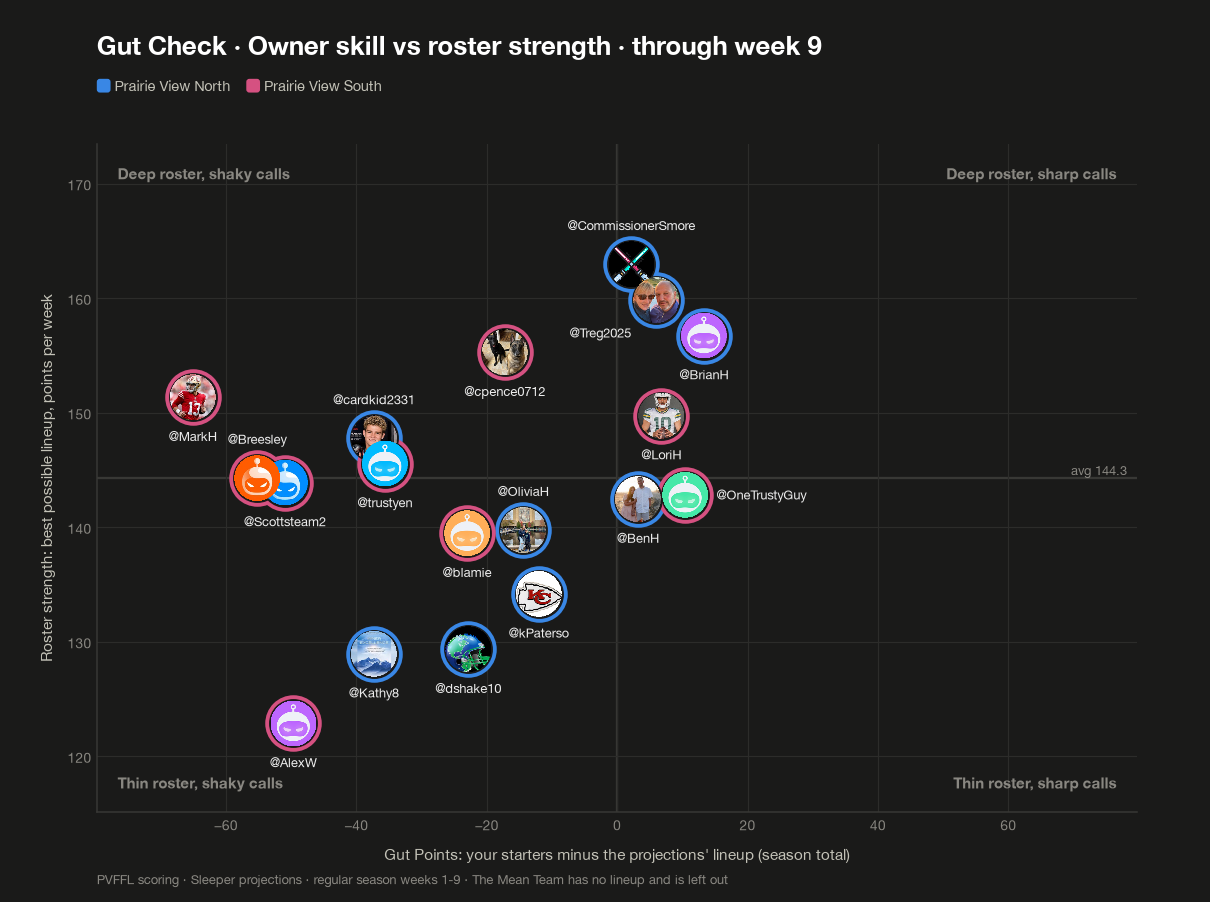 Gut Check · Owner skill vs roster strength · through week 9
Prairie View North
Prairie View South
Deep roster, shaky calls
Deep roster, sharp calls
170
160
150
140
130
120
Roster strength: best possible lineup, points per week
@CommissionerSmore
@Treg2025
@BrianH
@cpence0712
@cardkid2331
@MarkH
@Breesley
@LoriH
avg 144.3
@trustyen
@OliviaH
@OneTrustyGuy
@Scottsteam2
@BenH
@blamie
@kPaterso
@Kathy8
@dshake10
@AlexW
Thin roster, shaky calls
Thin roster, sharp calls
−60
−40
−20
0
20
40
60
Gut Points: your starters minus the projections' lineup (season total)
PVFFL scoring · Sleeper projections · regular season weeks 1-9 · The Mean Team has no lineup and is left out
13
10
KC